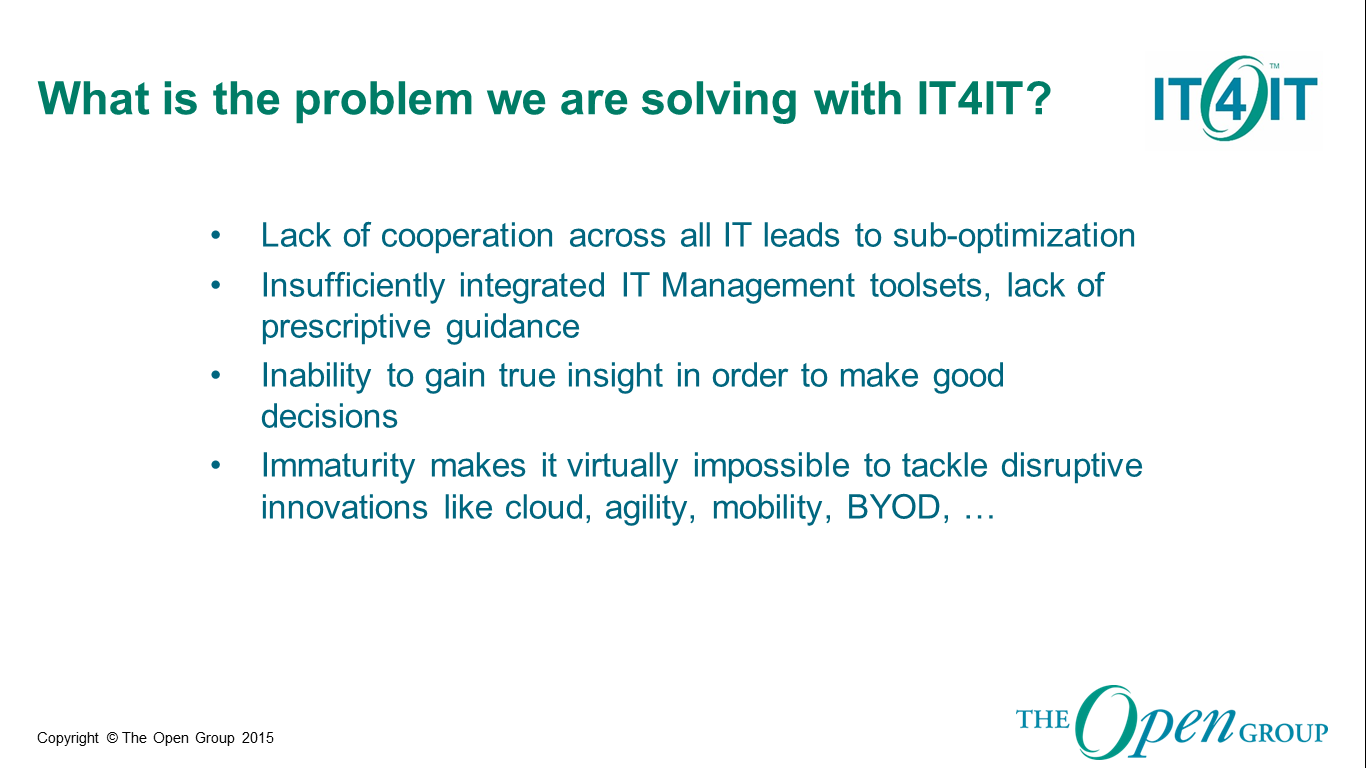 What is the problem we are solving with IT4IT?
IT4IT™
• Lack of cooperation across all IT leads to sub-optimization
• Insufficiently integrated IT Management toolsets, lack of
prescriptive guidance
• Inability to gain true insight in order to make good
decisions
• Immaturity makes it virtually impossible to tackle disruptive
innovations like cloud, agility, mobility, BYOD, …
Copyright © The Open Group 2015
THE Open GROUP